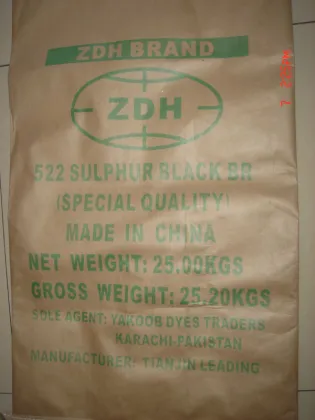 ZDH BRAND
ZDH
522 SULPHUR BLACK BR
(SPECIAL QUALITY)
MADE IN CHINA
NET WEIGHT: 25.00KGS
GROSS WEIGHT: 25.20KGS
SOLE AGENT: YAKOOB DYES TRADERS
KARACHI-PAKISTAN
MANUFACTURER: TIANJIN LEADING